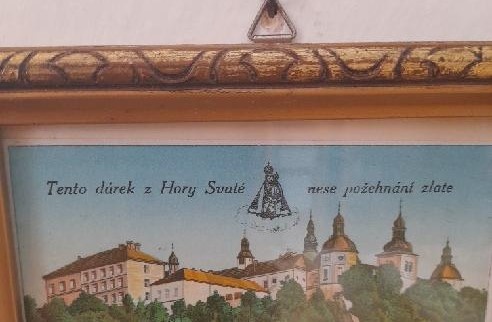 Tento dárek z Hory Svaté nese požehnání zlaté